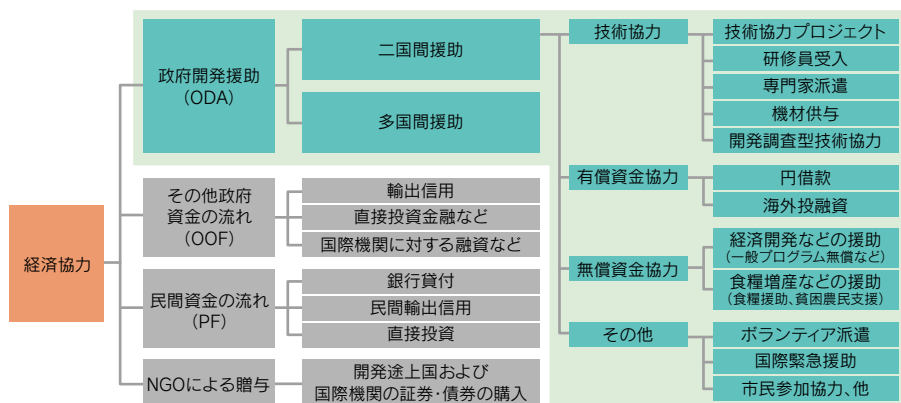 経済協力
政府開発援助
(ODA)
二国間援助
多国間援助
技術協力
技術協力プロジェクト
研修員受入
専門家派遣
機材供与
開発調査型技術協力
有償資金協力
円借款
海外投融資
無償資金協力
経済開発などの援助
(一般プログラム無償など)
食糧増産などの援助
(食糧援助、貧困農民支援)
その他
ボランティア派遣
国際緊急援助
市民参加協力、他
その他政府
資金の流れ
(OOF)
輸出信用
直接投資金融など
国際機関に対する融資など
民間資金の流れ
(PF)
銀行貸付
民間輸出信用
直接投資
NGOによる贈与
開発途上国および
国際機関の証券・債券の購入